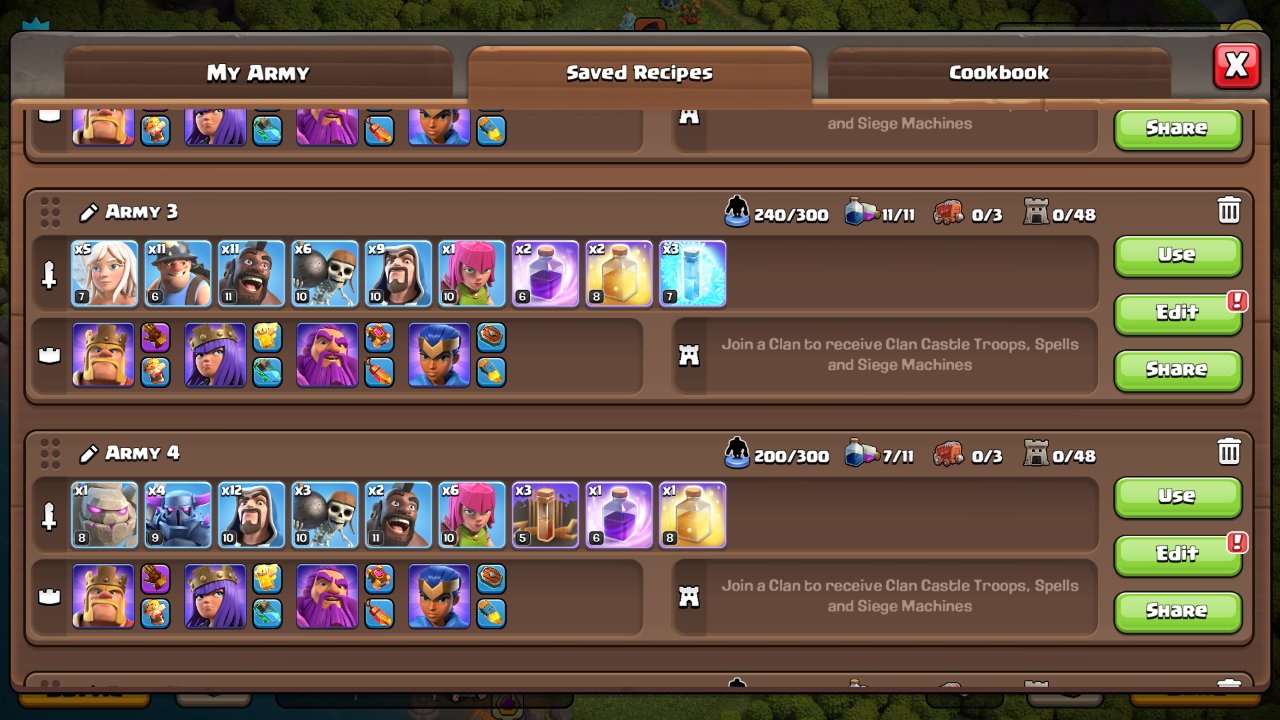 My Army
Saved Recipes
Cookbook
X
and Siege Machines
Share
Army 3
240/300
11/11
0/3
0/48
x5
x11
x11
x6
x9
x1
x2
x2
x3
7
6
11
10
10
10
6
8
7
Use
Edit
!
Join a Clan to receive Clan Castle Troops, Spells
and Siege Machines
Share
Army 4
200/300
7/11
0/3
0/48
x1
x4
x12
x3
x2
x6
x3
x1
x1
8
9
10
10
11
10
5
6
8
Use
Edit
!
Join a Clan to receive Clan Castle Troops, Spells
and Siege Machines
Share